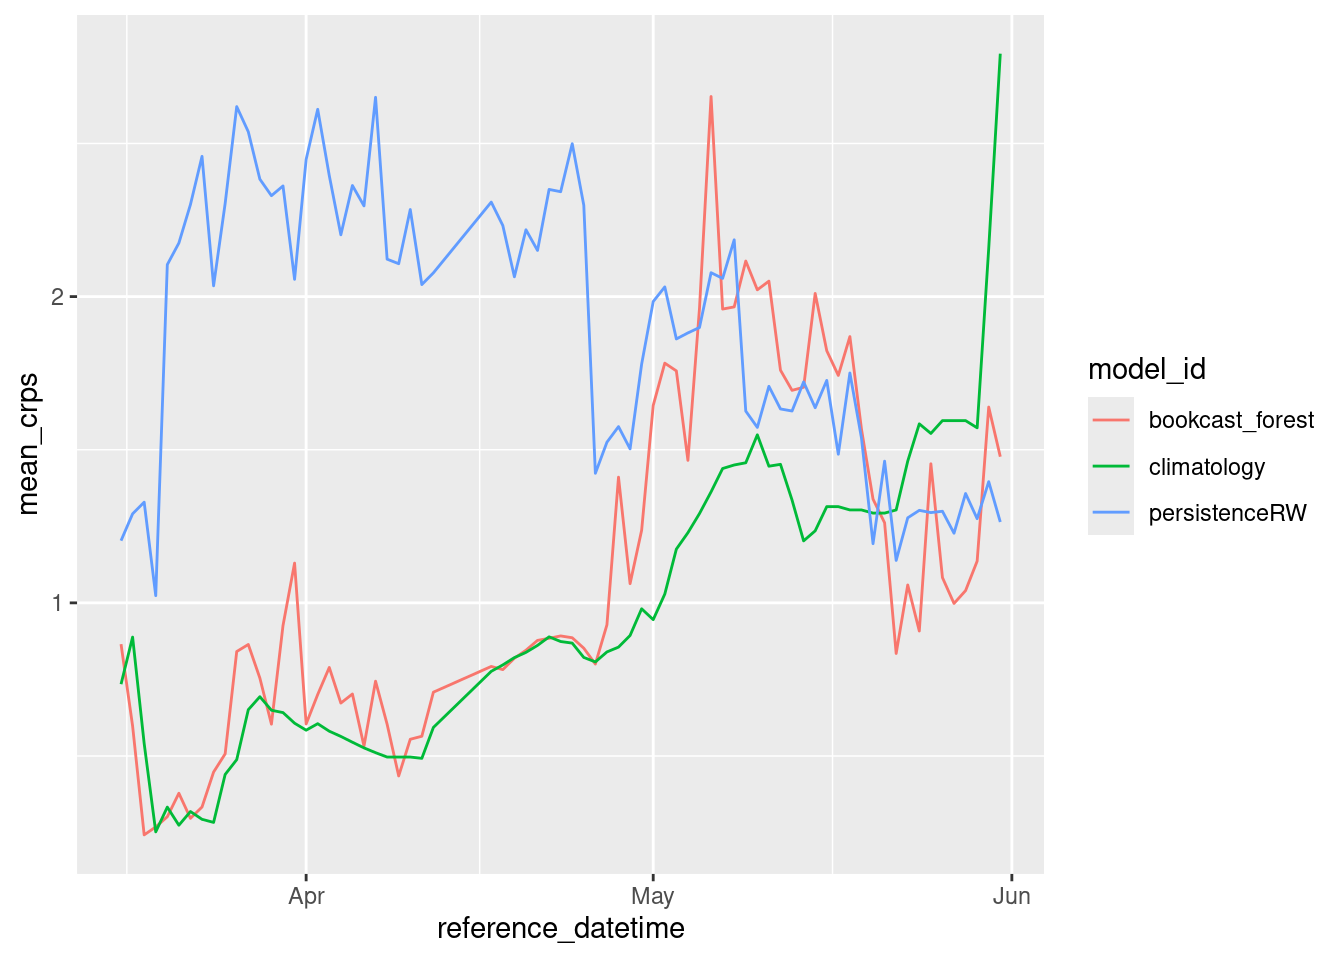 mean_crps
2
1
Apr
May
Jun
reference_datetime
model_id
bookcast_forest
climatology
persistenceRW